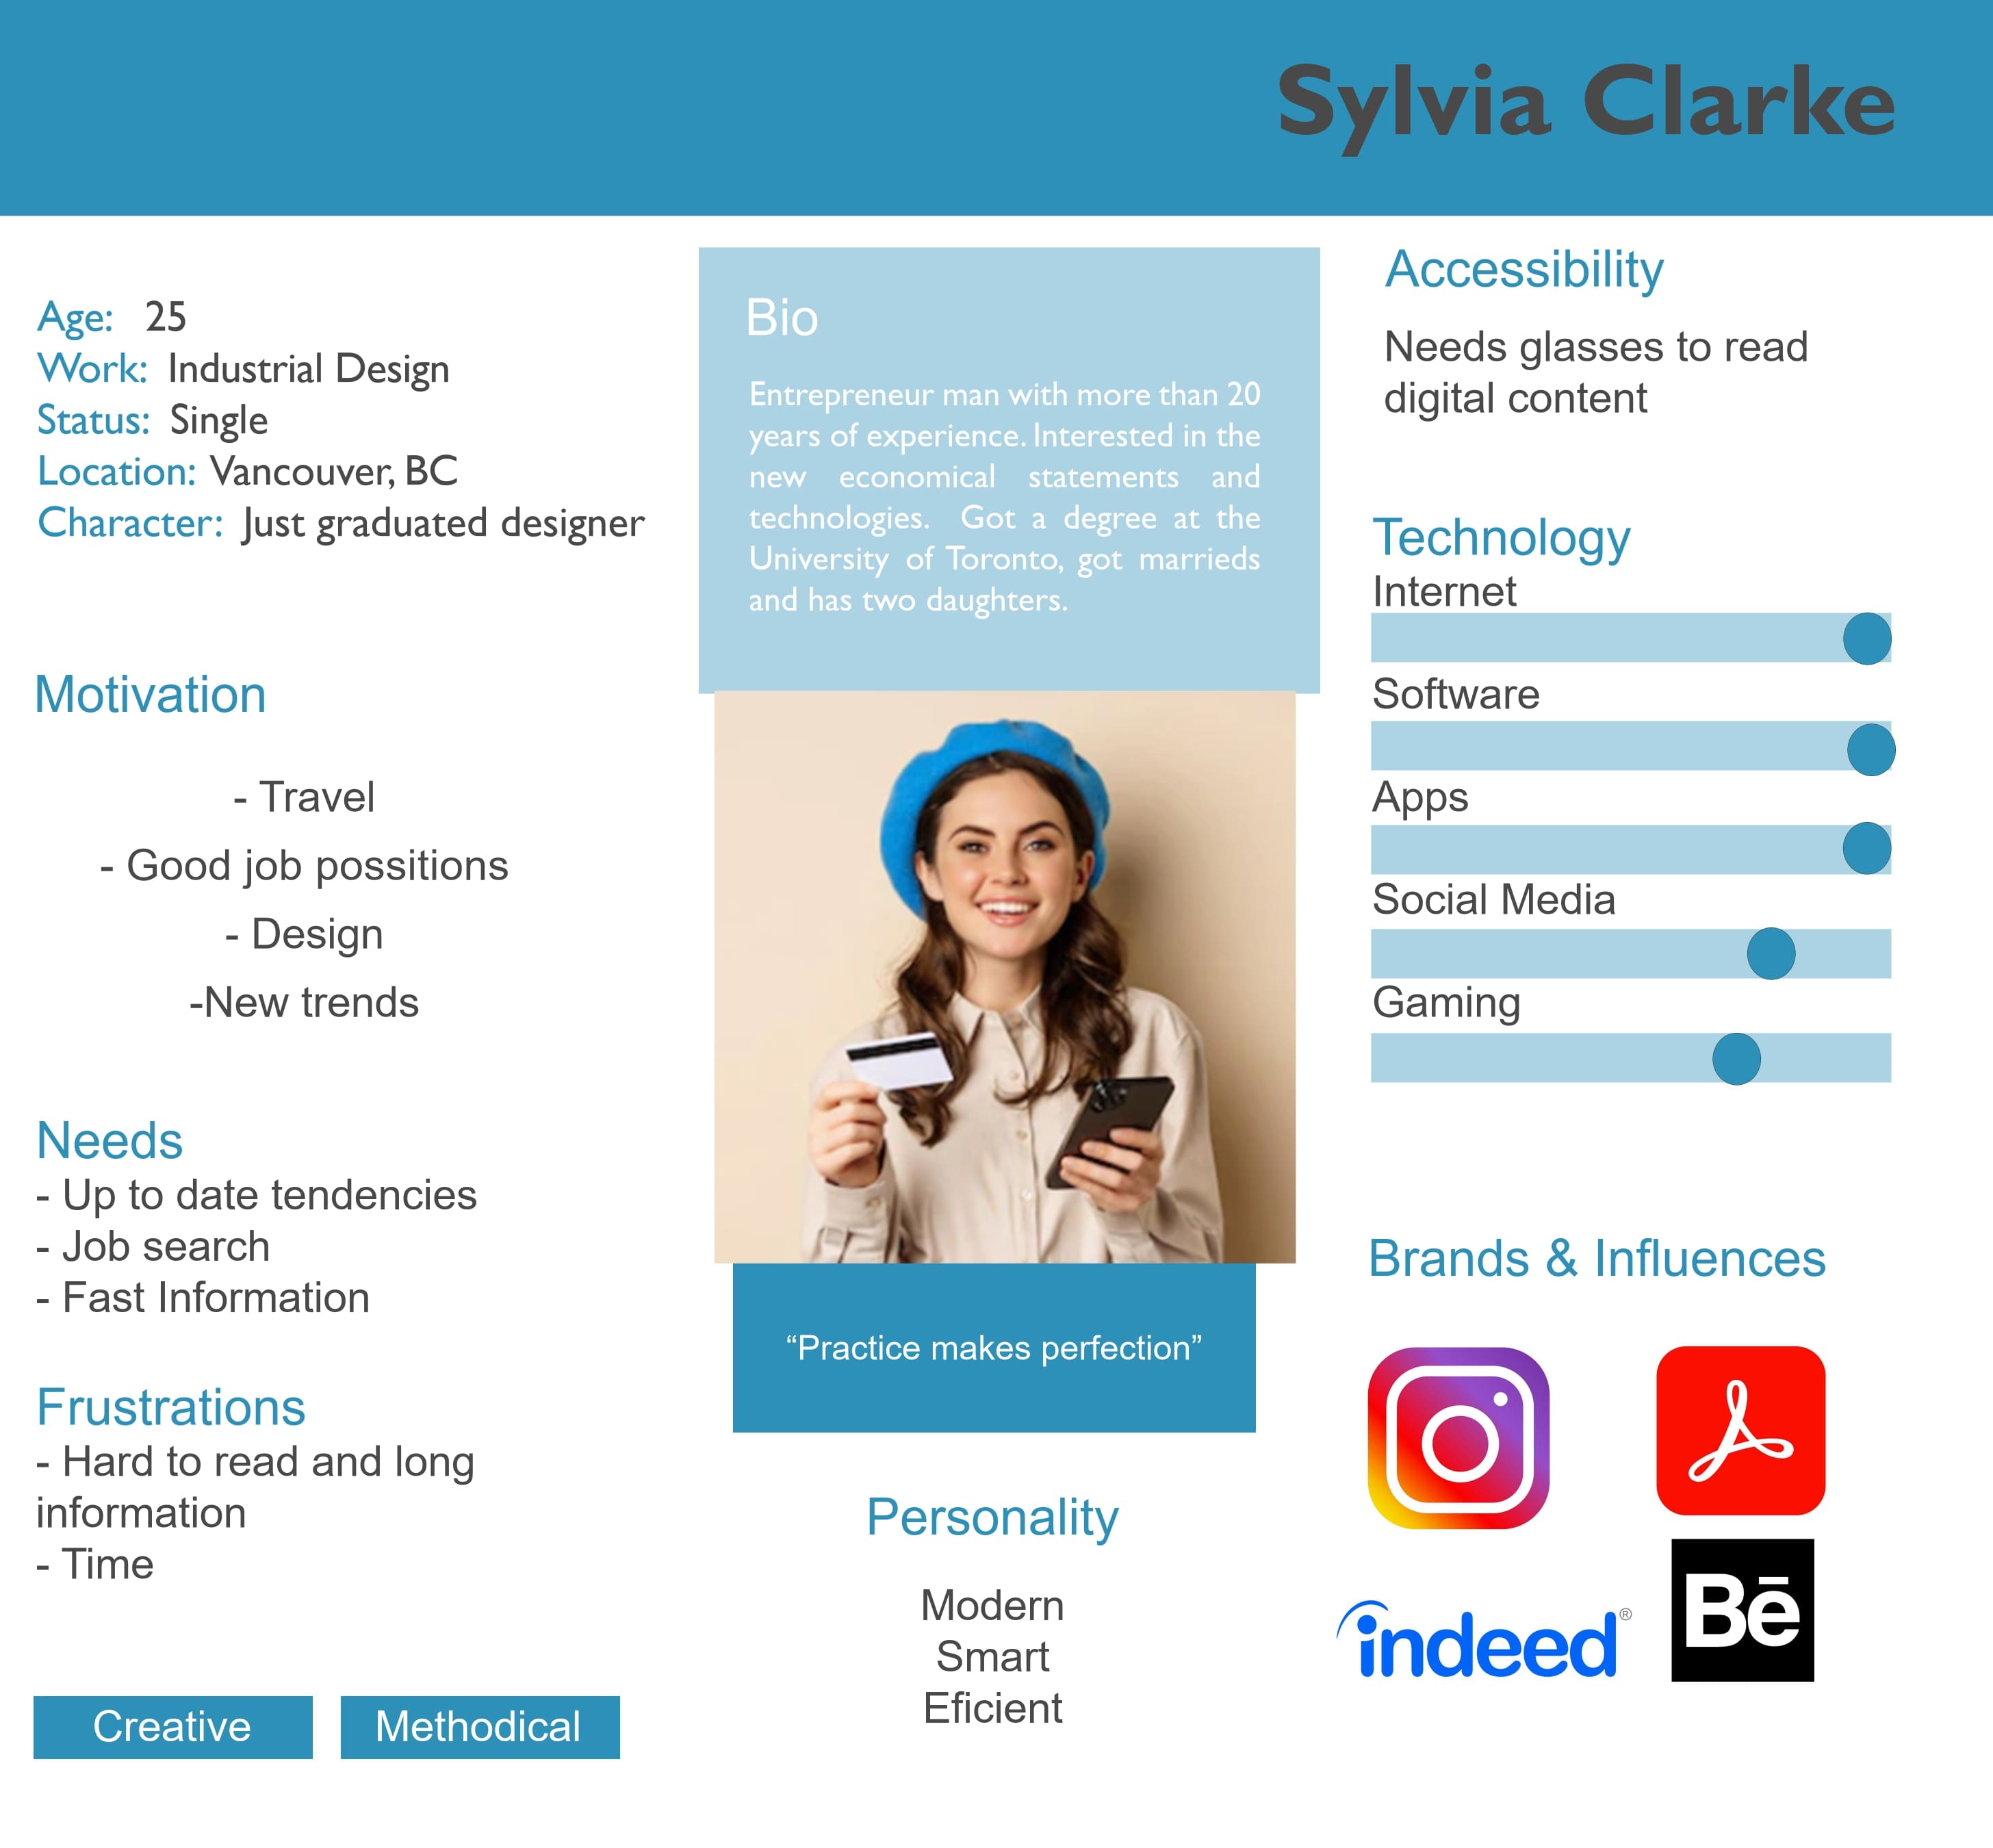 Sylvia Clarke
Age: 25
Work: Industrial Design
Status: Single
Location: Vancouver, BC
Character: Just graduated designer
Motivation
- Travel
- Good job possitions
- Design
-New trends
Needs
- Up to date tendencies
- Job search
- Fast Information
Frustrations
- Hard to read and long
information
- Time
Creative
Methodical
Bio
Entrepreneur man with more than 20
years of experience. Interested in the
new economical statements and
technologies. Got a degree at the
University of Toronto, got marrieds
and has two daughters.
“Practice makes perfection”
Personality
Modern
Smart
Eficient
Accessibility
Needs glasses to read
digital content
Technology
Internet
Software
Apps
Social Media
Gaming
Brands & Influences
indeed®
Bē